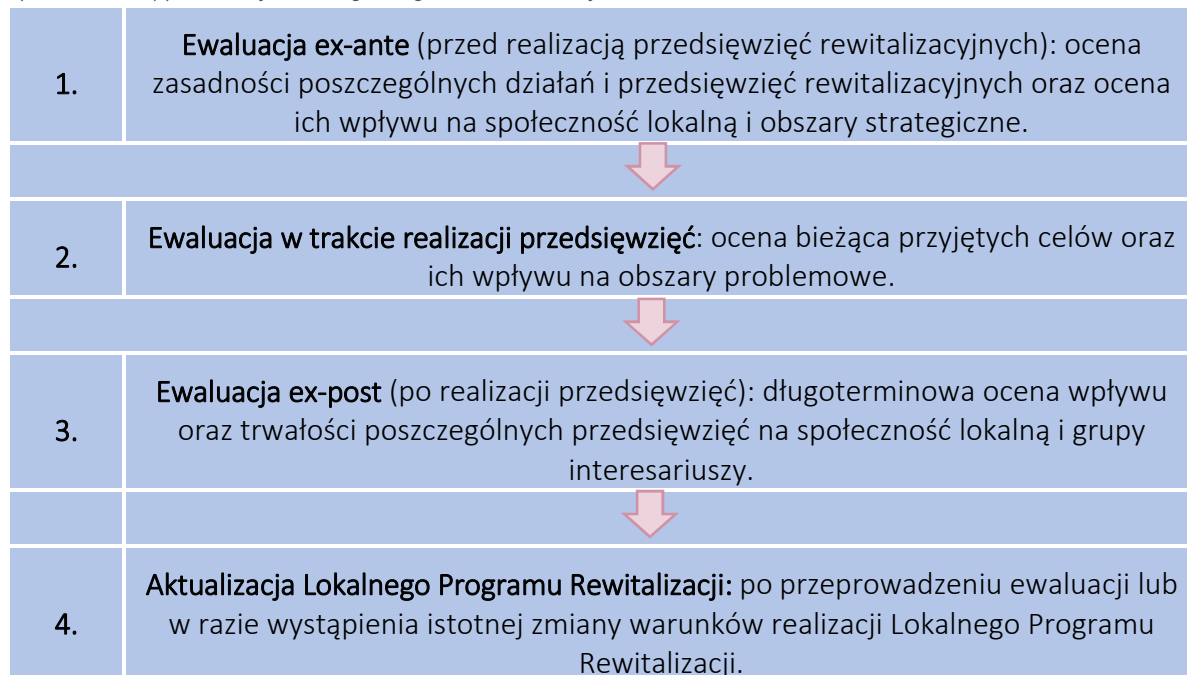 Ewaluacja ex-ante (przed realizacją przedsięwzięć rewitalizacyjnych): ocena
1. zasadności poszczególnych działań i przedsięwzięć rewitalizacyjnych oraz ocena
ich wpływu na społeczność lokalną i obszary strategiczne.
2. Ewaluacja w trakcie realizacji przedsięwzięć: ocena bieżąca przyjętych celów oraz
ich wpływu na obszary problemowe.
Ewaluacja ex-post (po realizacji przedsięwzięć): długoterminowa ocena wpływu
3. oraz trwałości poszczególnych przedsięwzięć na społeczność lokalną i grupy
interesariuszy.
Aktualizacja Lokalnego Programu Rewitalizacji: po przeprowadzeniu ewaluacji lub
4. w razie wystąpienia istotnej zmiany warunków realizacji Lokalnego Programu
Rewitalizacji.